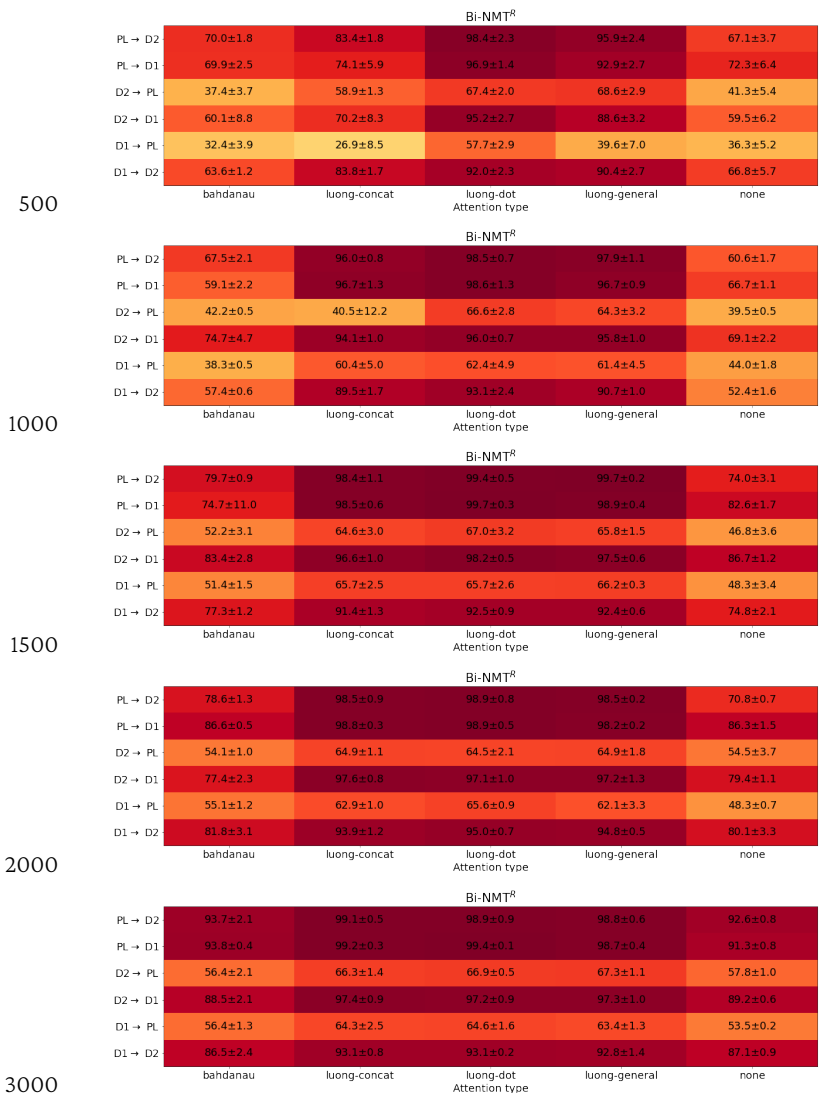 Bi-NMT^R
PL → D2 70.0±1.8 83.4±1.8 98.4±2.3 95.9±2.4 67.1±3.7
PL → D1 69.9±2.5 74.1±5.9 96.9±1.4 92.9±2.7 72.3±6.4
D2 → PL 37.4±3.7 58.9±1.3 67.4±2.0 68.6±2.9 41.3±5.4
D2 → D1 60.1±8.8 70.2±8.3 95.2±2.7 88.6±3.2 59.5±6.2
D1 → PL 32.4±3.9 26.9±8.5 57.7±2.9 39.6±7.0 36.3±5.2
D1 → D2 63.6±1.2 83.8±1.7 92.0±2.3 90.4±2.7 66.8±5.7
bahdanau luong-concat luong-dot luong-general none
Attention type
500
Bi-NMT^R
PL → D2 67.5±2.1 96.0±0.8 98.5±0.7 97.9±1.1 60.6±1.7
PL → D1 59.1±2.2 96.7±1.3 98.6±1.3 96.7±0.9 66.7±1.1
D2 → PL 42.2±0.5 40.5±12.2 66.6±2.8 64.3±3.2 39.5±0.5
D2 → D1 74.7±4.7 94.1±1.0 96.0±0.7 95.8±1.0 69.1±2.2
D1 → PL 38.3±0.5 60.4±5.0 62.4±4.9 61.4±4.5 44.0±1.8
D1 → D2 57.4±0.6 89.5±1.7 93.1±2.4 90.7±1.0 52.4±1.6
bahdanau luong-concat luong-dot luong-general none
Attention type
1000
Bi-NMT^R
PL → D2 79.7±0.9 98.4±1.1 99.4±0.5 99.7±0.2 74.0±3.1
PL → D1 74.7±11.0 98.5±0.6 99.7±0.3 98.9±0.4 82.6±1.7
D2 → PL 52.2±3.1 64.6±3.0 67.0±3.2 65.8±1.5 46.8±3.6
D2 → D1 83.4±2.8 96.6±1.0 98.2±0.5 97.5±0.6 86.7±1.2
D1 → PL 51.4±1.5 65.7±2.5 65.7±2.6 66.2±0.3 48.3±3.4
D1 → D2 77.3±1.2 91.4±1.3 92.5±0.9 92.4±0.6 74.8±2.1
bahdanau luong-concat luong-dot luong-general none
Attention type
1500
Bi-NMT^R
PL → D2 78.6±1.3 98.5±0.9 98.9±0.8 98.5±0.2 70.8±0.7
PL → D1 86.6±0.5 98.8±0.3 98.9±0.5 98.2±0.2 86.3±1.5
D2 → PL 54.1±1.0 64.9±1.1 64.5±2.1 64.9±1.8 54.5±3.7
D2 → D1 77.4±2.3 97.6±0.8 97.1±1.0 97.2±1.3 79.4±1.1
D1 → PL 55.1±1.2 62.9±1.0 65.6±0.9 62.1±3.3 48.3±0.7
D1 → D2 81.8±3.1 93.9±1.2 95.0±0.7 94.8±0.5 80.1±3.3
bahdanau luong-concat luong-dot luong-general none
Attention type
2000
Bi-NMT^R
PL → D2 93.7±2.1 99.1±0.5 98.9±0.9 98.8±0.6 92.6±0.8
PL → D1 93.8±0.4 99.2±0.3 99.4±0.1 98.7±0.4 91.3±0.8
D2 → PL 56.4±2.1 66.3±1.4 66.9±0.5 67.3±1.1 57.8±1.0
D2 → D1 88.5±2.1 97.4±0.9 97.2±0.9 97.3±1.0 89.2±0.6
D1 → PL 56.4±1.3 64.3±2.5 64.6±1.6 63.4±1.3 53.5±0.2
D1 → D2 86.5±2.4 93.1±0.8 93.1±0.2 92.8±1.4 87.1±0.9
bahdanau luong-concat luong-dot luong-general none
Attention type
3000